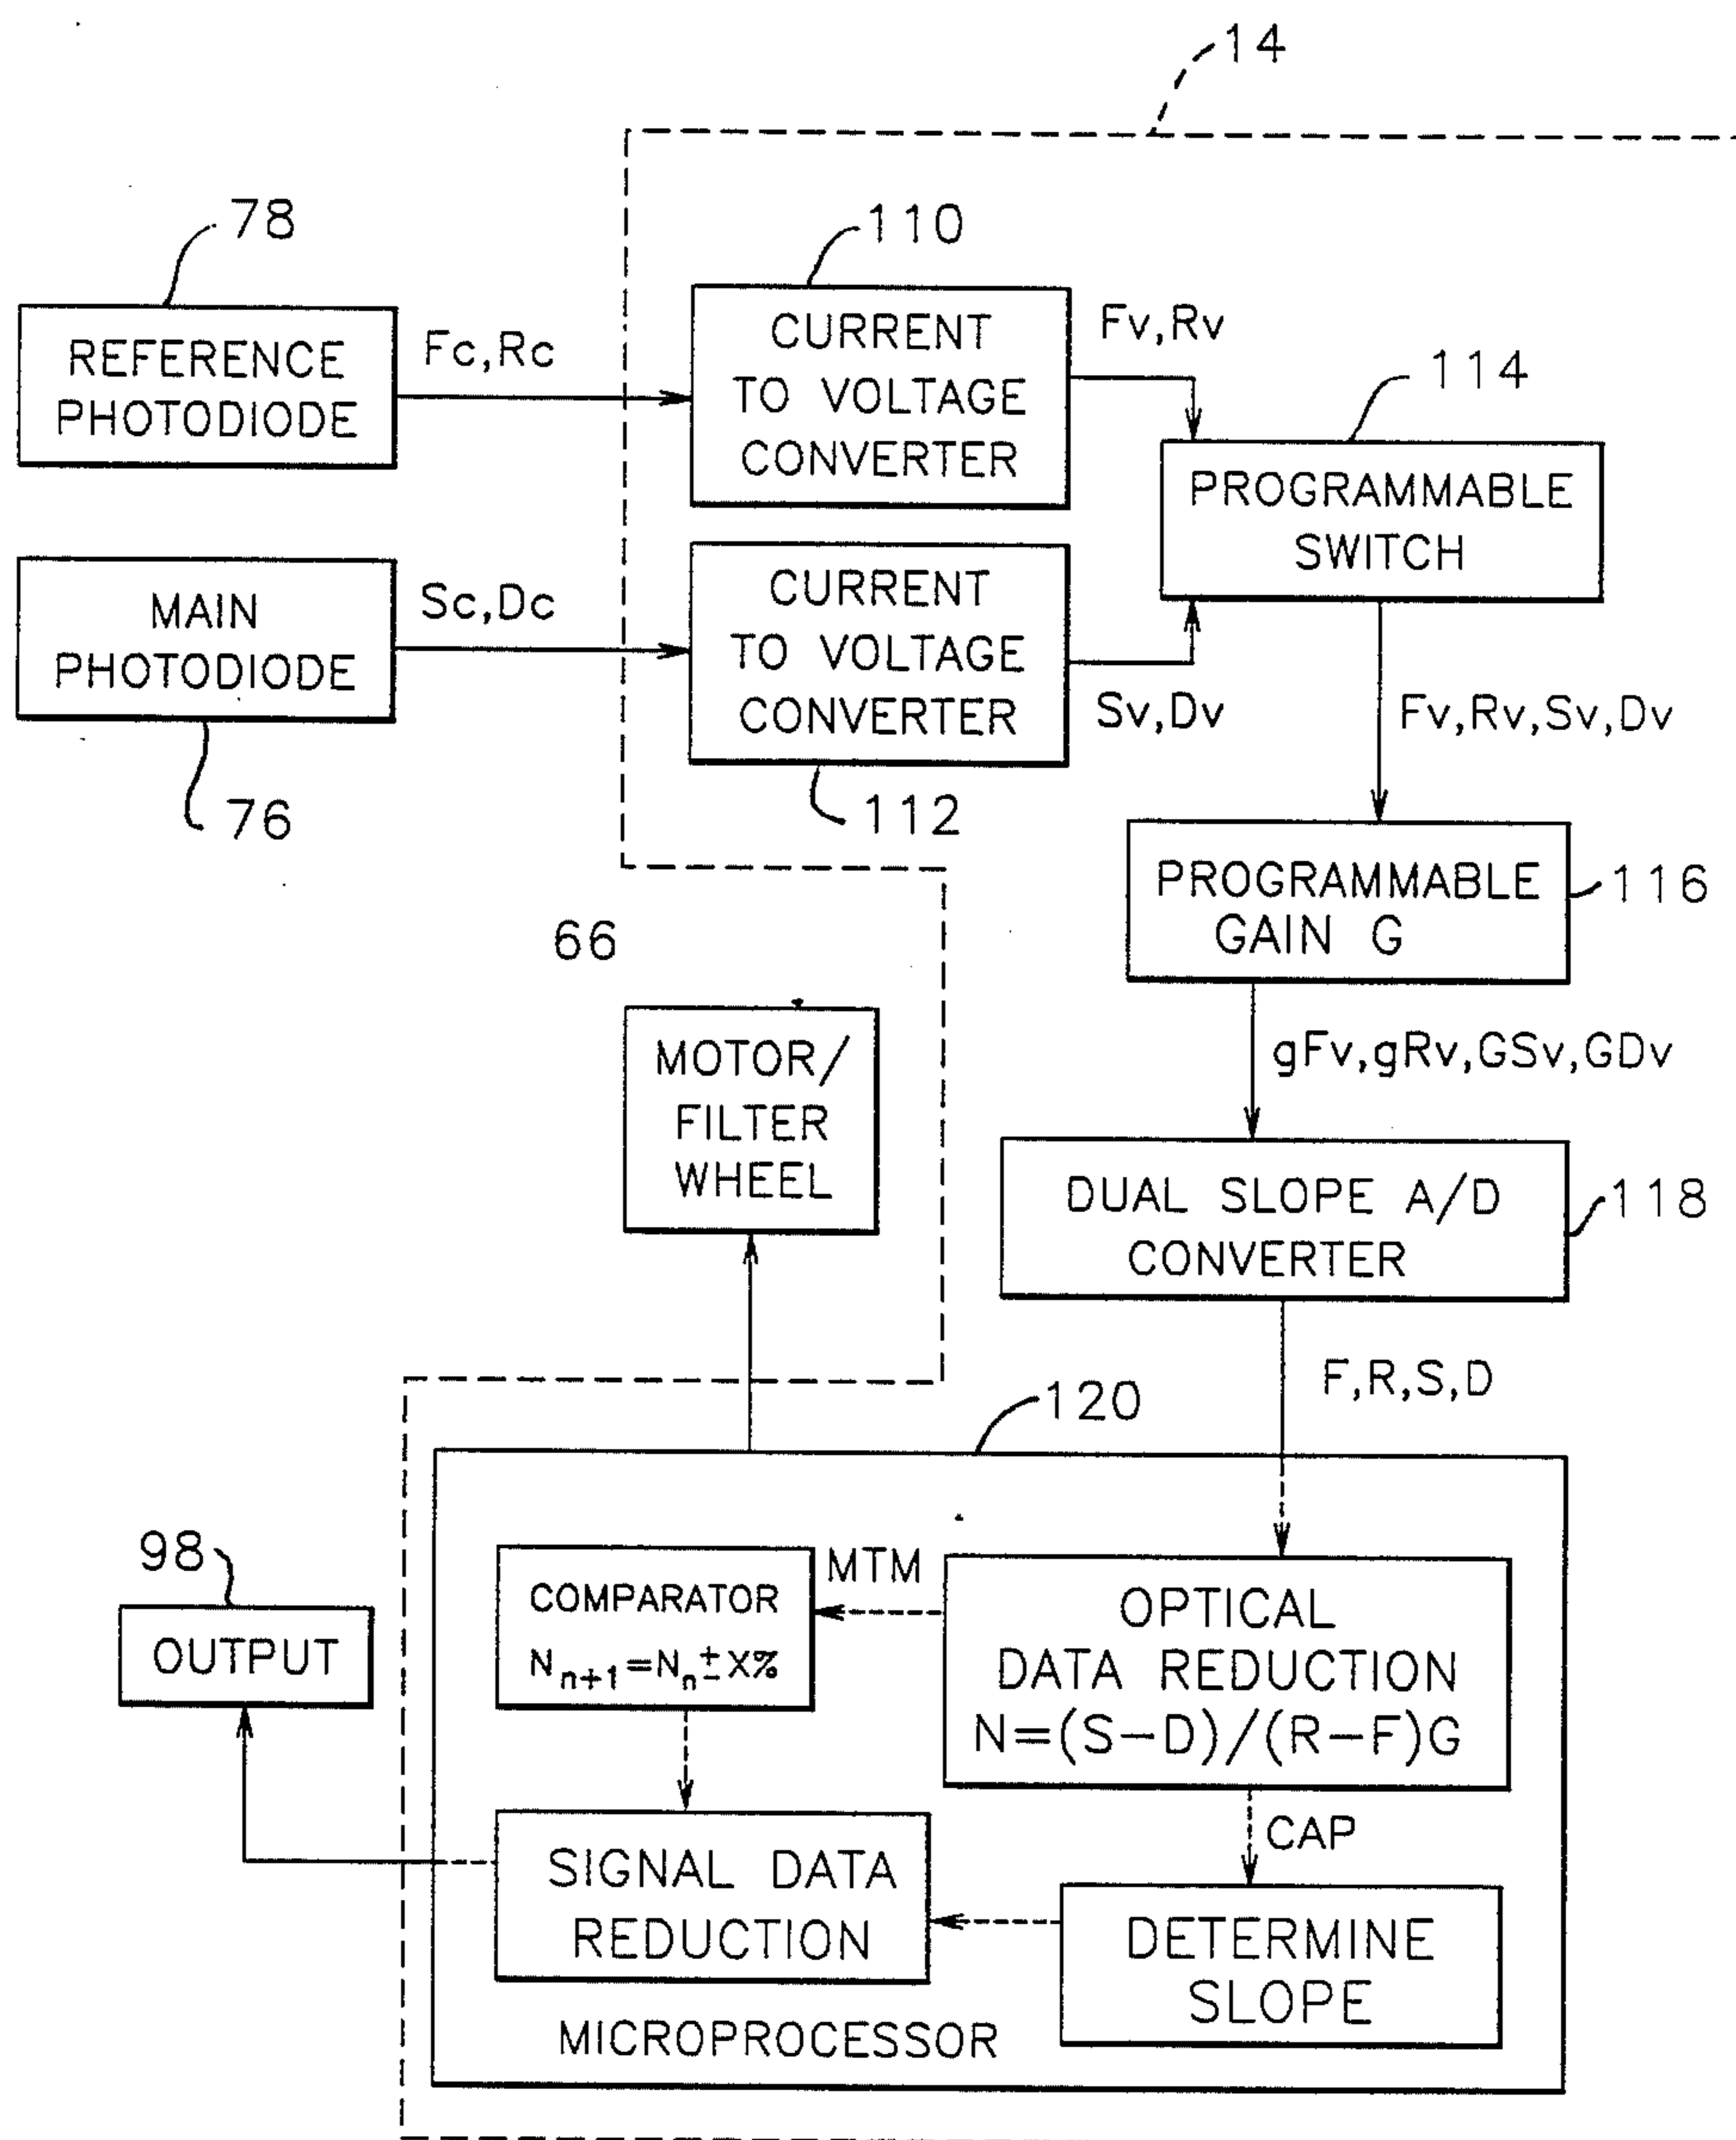 14
78
110
REFERENCE
PHOTODIODE
Fc,Rc
CURRENT
TO VOLTAGE
CONVERTER
Fv,Rv
114
PROGRAMMABLE
SWITCH
MAIN
PHOTODIODE
Sc,Dc
CURRENT
TO VOLTAGE
CONVERTER
Sv,Dv
Fv,Rv,Sv,Dv
76
112
PROGRAMMABLE
GAIN G
116
66
MOTOR/
FILTER
WHEEL
gFv,gRv,GSv,GDv
DUAL SLOPE A/D
CONVERTER
118
F,R,S,D
120
98
OUTPUT
COMPARATOR
Nn+1=Nn±X%
MTM
OPTICAL
DATA REDUCTION
N=(S−D)/(R−F)G
CAP
SIGNAL DATA
REDUCTION
DETERMINE
SLOPE
MICROPROCESSOR